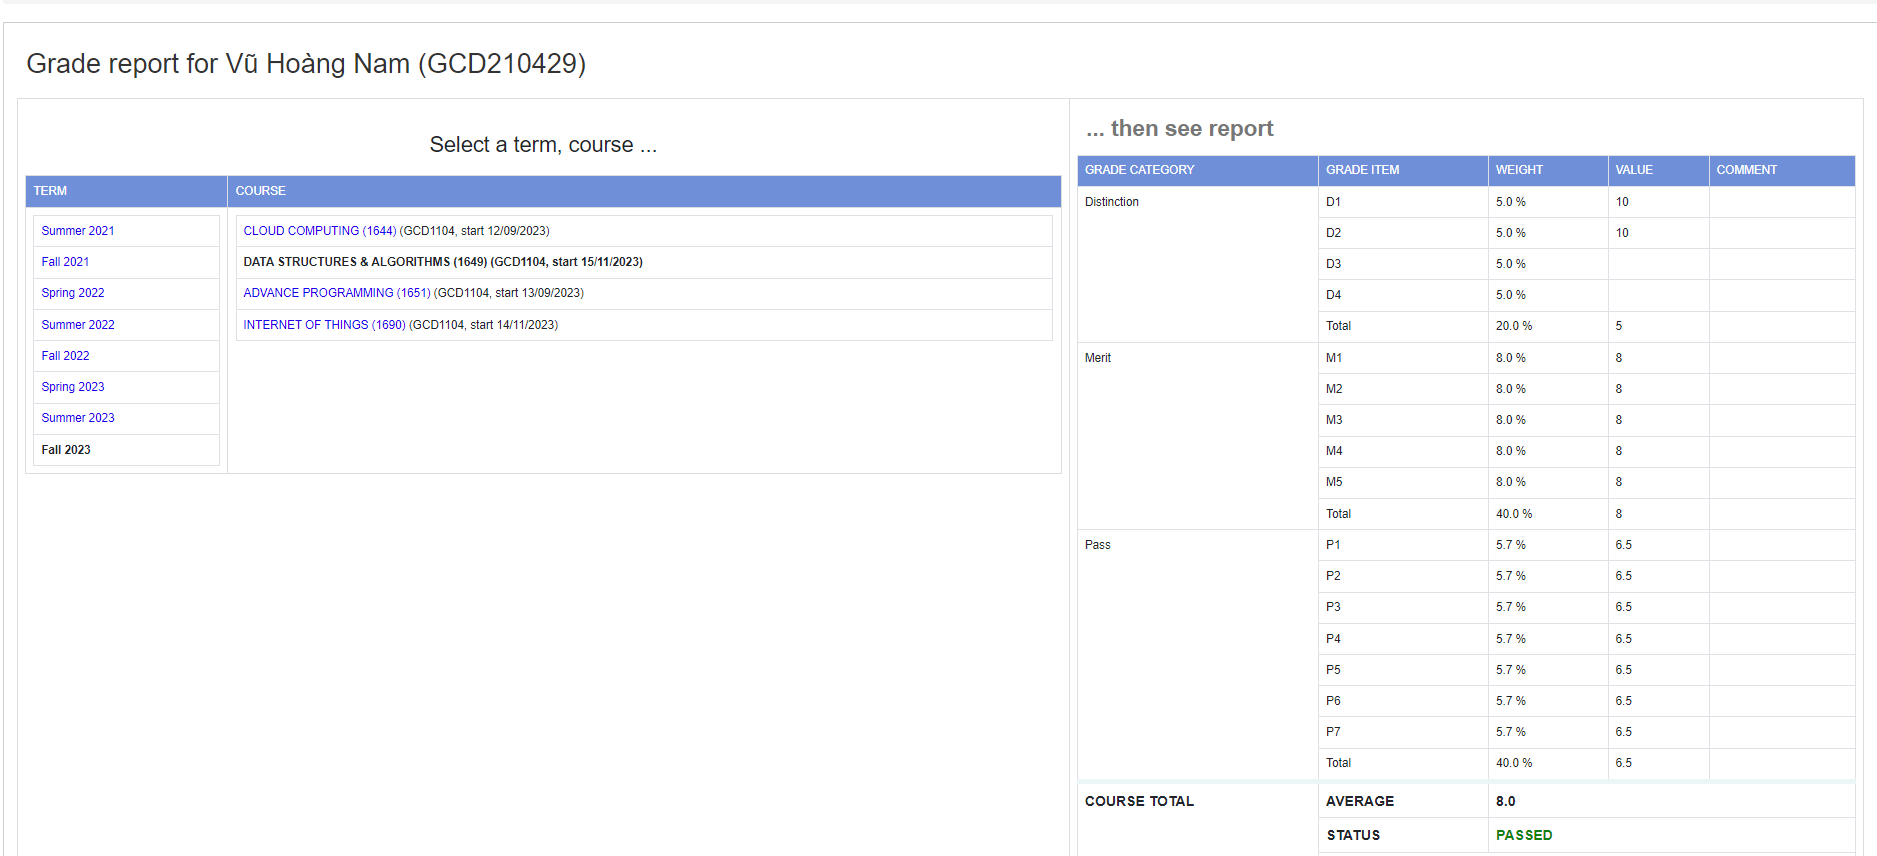 Grade report for Vũ Hoàng Nam (GCD210429)
Select a term, course ...
TERM COURSE
Summer 2021
Fall 2021
Spring 2022
Summer 2022
Fall 2022
Spring 2023
Summer 2023
Fall 2023
CLOUD COMPUTING (1644) (GCD1104, start 12/09/2023)
DATA STRUCTURES & ALGORITHMS (1649) (GCD1104, start 15/11/2023)
ADVANCE PROGRAMMING (1651) (GCD1104, start 13/09/2023)
INTERNET OF THINGS (1690) (GCD1104, start 14/11/2023)
... then see report
GRADE CATEGORY GRADE ITEM WEIGHT VALUE COMMENT
Distinction D1 5.0 % 10
D2 5.0 % 10
D3 5.0 %
D4 5.0 %
Total 20.0 % 5
Merit M1 8.0 % 8
M2 8.0 % 8
M3 8.0 % 8
M4 8.0 % 8
M5 8.0 % 8
Total 40.0 % 8
Pass P1 5.7 % 6.5
P2 5.7 % 6.5
P3 5.7 % 6.5
P4 5.7 % 6.5
P5 5.7 % 6.5
P6 5.7 % 6.5
P7 5.7 % 6.5
Total 40.0 % 6.5
COURSE TOTAL AVERAGE 8.0
STATUS PASSED